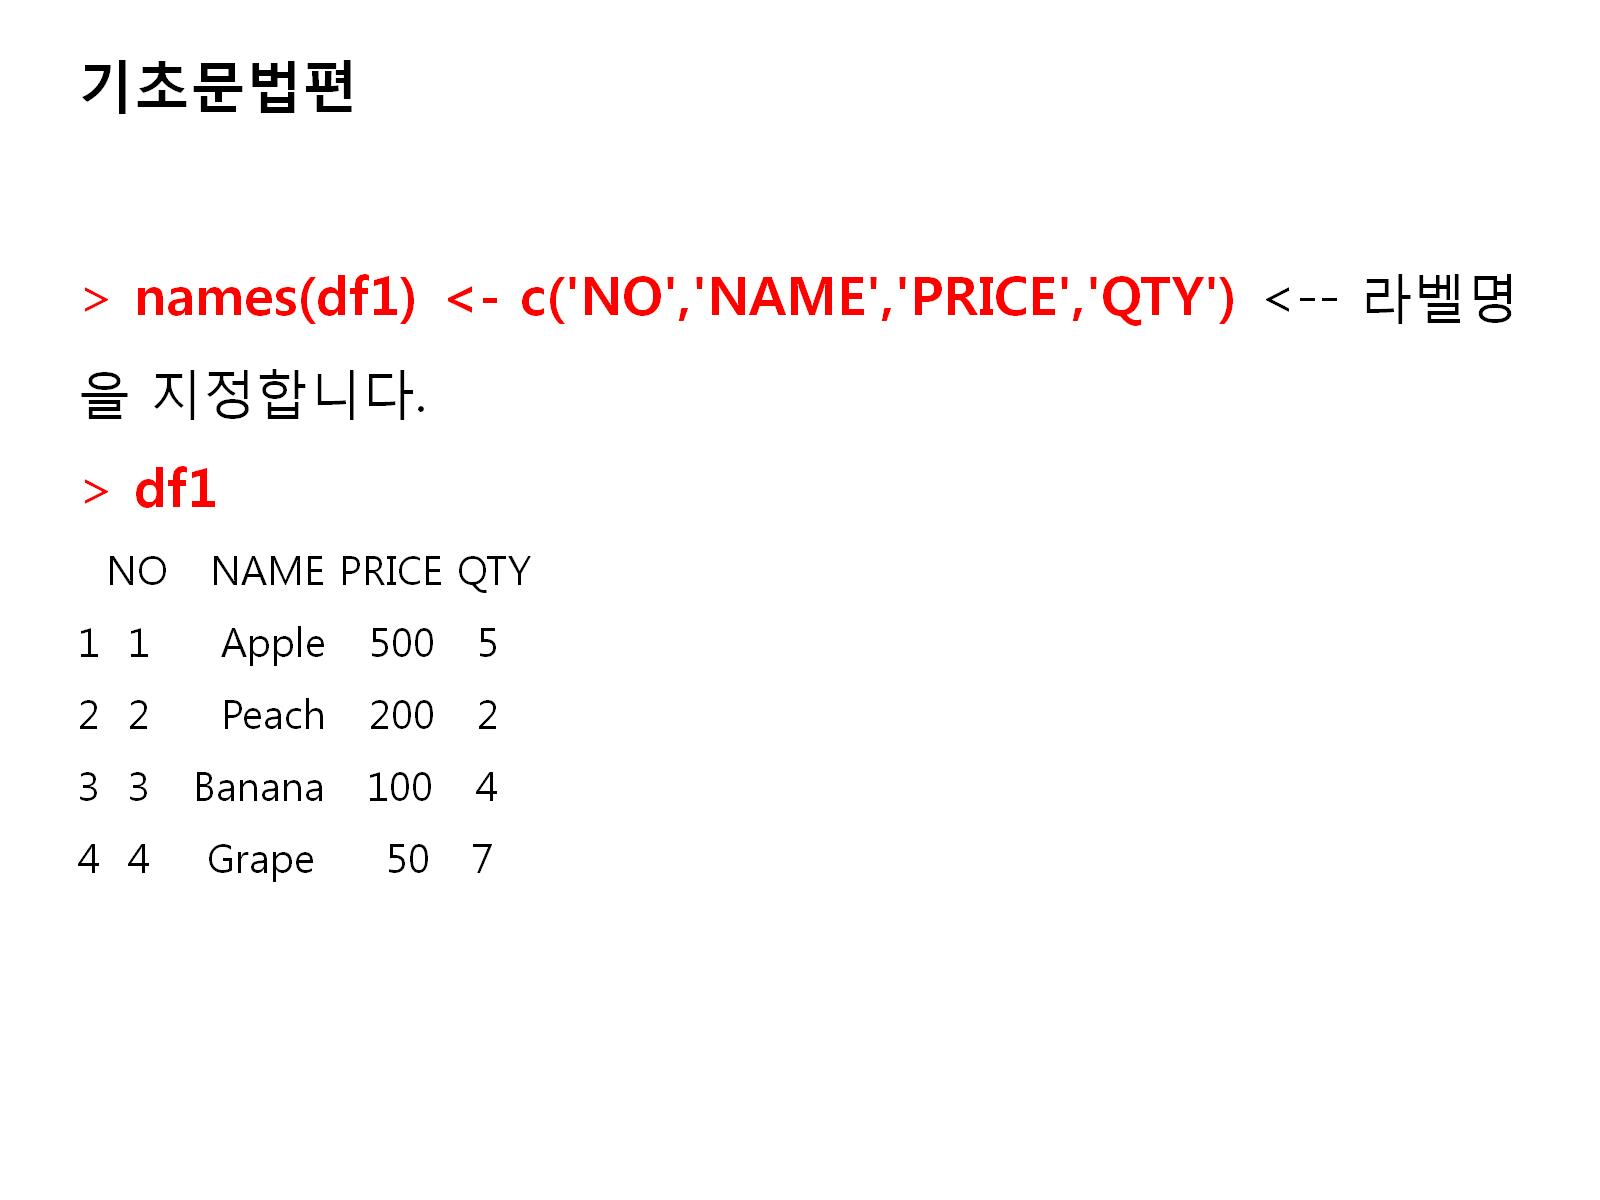 기초문법편
> names(df1) <- c('NO','NAME','PRICE','QTY') <-- 라벨명
을 지정합니다.
> df1
NO NAME PRICE QTY
1 1 Apple 500 5
2 2 Peach 200 2
3 3 Banana 100 4
4 4 Grape 50 7